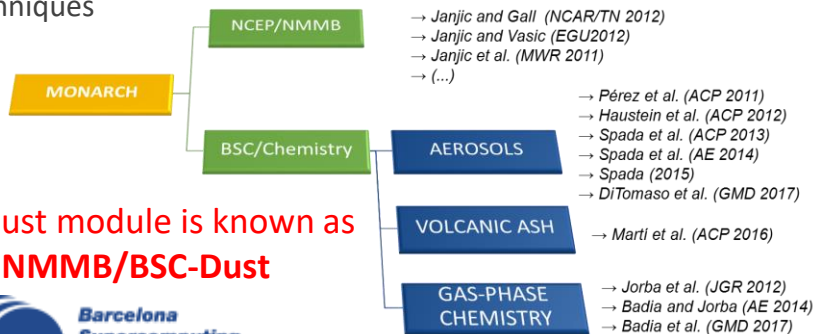 hniques
NCEP/NMMB
→ Janjic and Gall (NCAR/TN 2012)
→ Janjic and Vasic (EGU2012)
→ Janjic et al. (MWR 2011)
→ (...)
MONARCH
BSC/Chemistry
AEROSOLS
→ Pérez et al. (ACP 2011)
→ Haustein et al. (ACP 2012)
→ Spada et al. (ACP 2013)
→ Spada et al. (AE 2014)
→ Spada (2015)
→ DiTomaso et al. (GMD 2017)
VOLCANIC ASH
→ Marti et al. (ACP 2016)
GAS-PHASE
CHEMISTRY
→ Jorba et al. (JGR 2012)
→ Badia and Jorba (AE 2014)
→ Badia et al. (GMD 2017)
ust module is known as
NMMB/BSC-Dust
Barcelona
Supercomputing